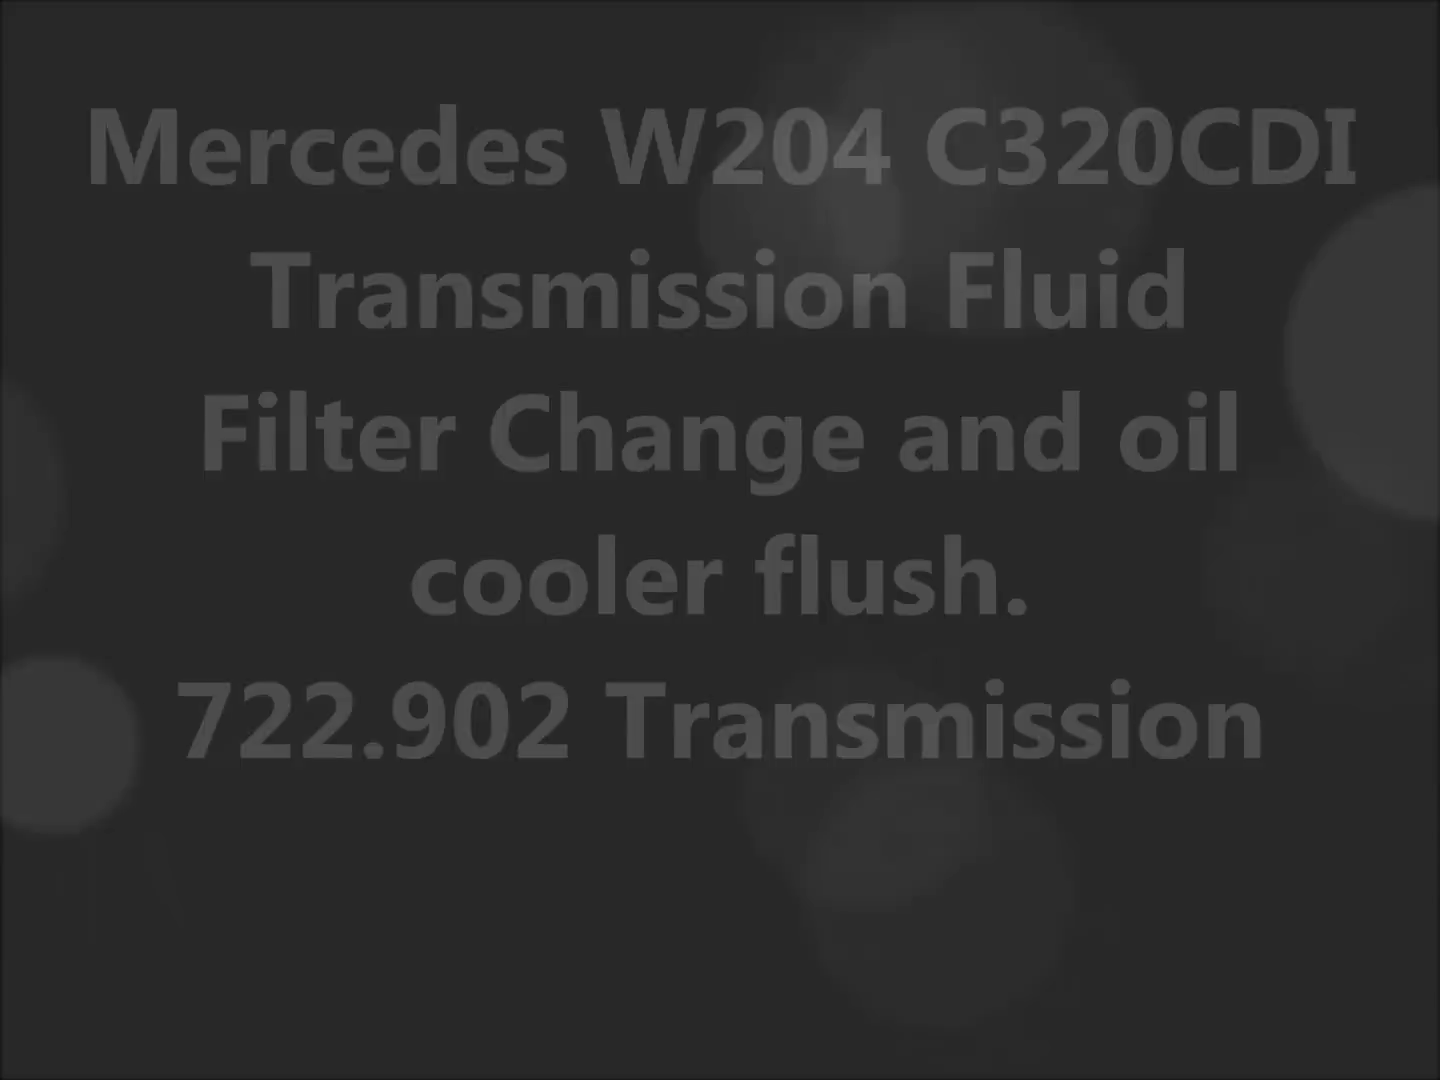 Mercedes W204 C320CDI
Transmission Fluid
Filter Change and oil
cooler flush.
722.902 Transmission